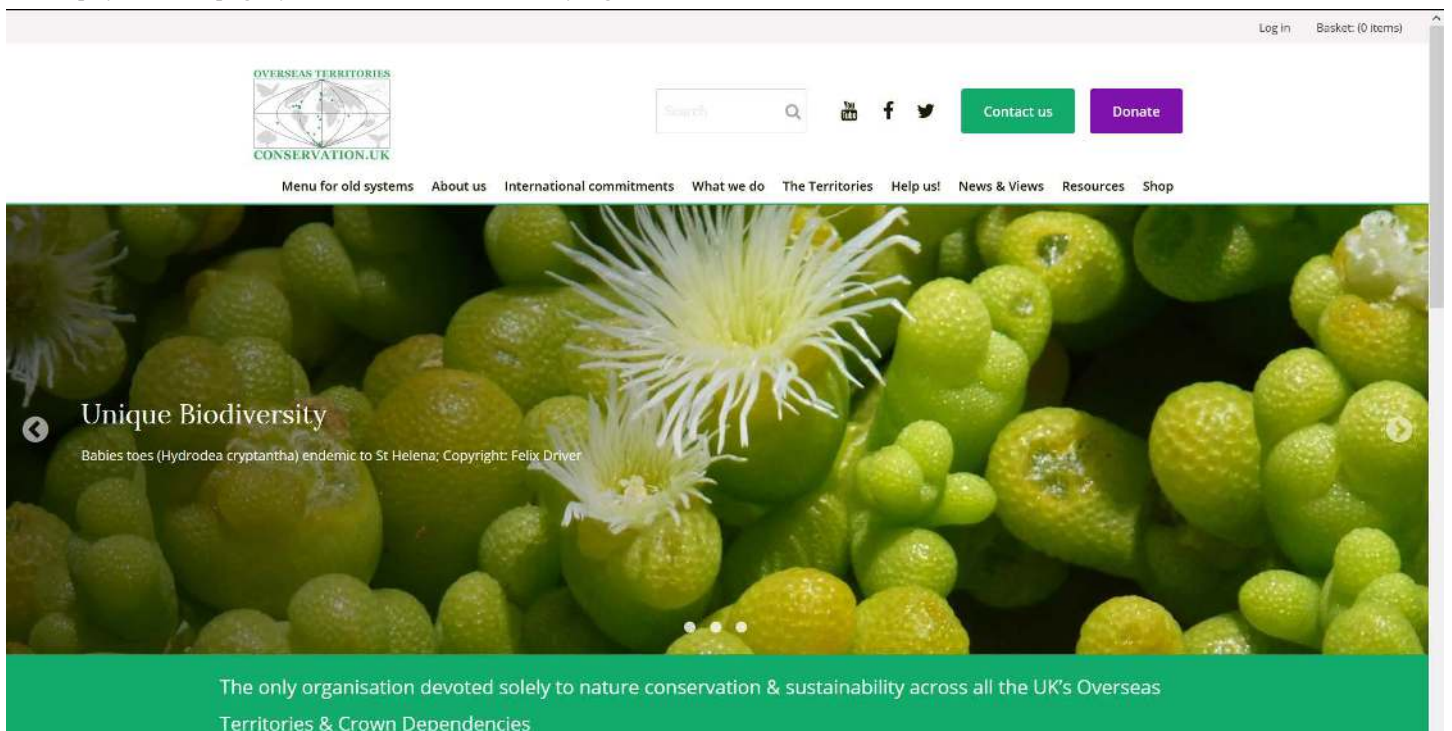 Log in Basket: (0 items)
OVERSEAS TERRITORIES
CONSERVATION.UK
Search
You
Tube
Contact us
Donate
Menu for old systems About us International commitments What we do The Territories Help us! News & Views Resources Shop
Unique Biodiversity
Babies toes (Hydrodea cryptantha) endemic to St Helena; Copyright: Felix Driver
The only organisation devoted solely to nature conservation & sustainability across all the UK's Overseas
Territories & Crown Dependencies